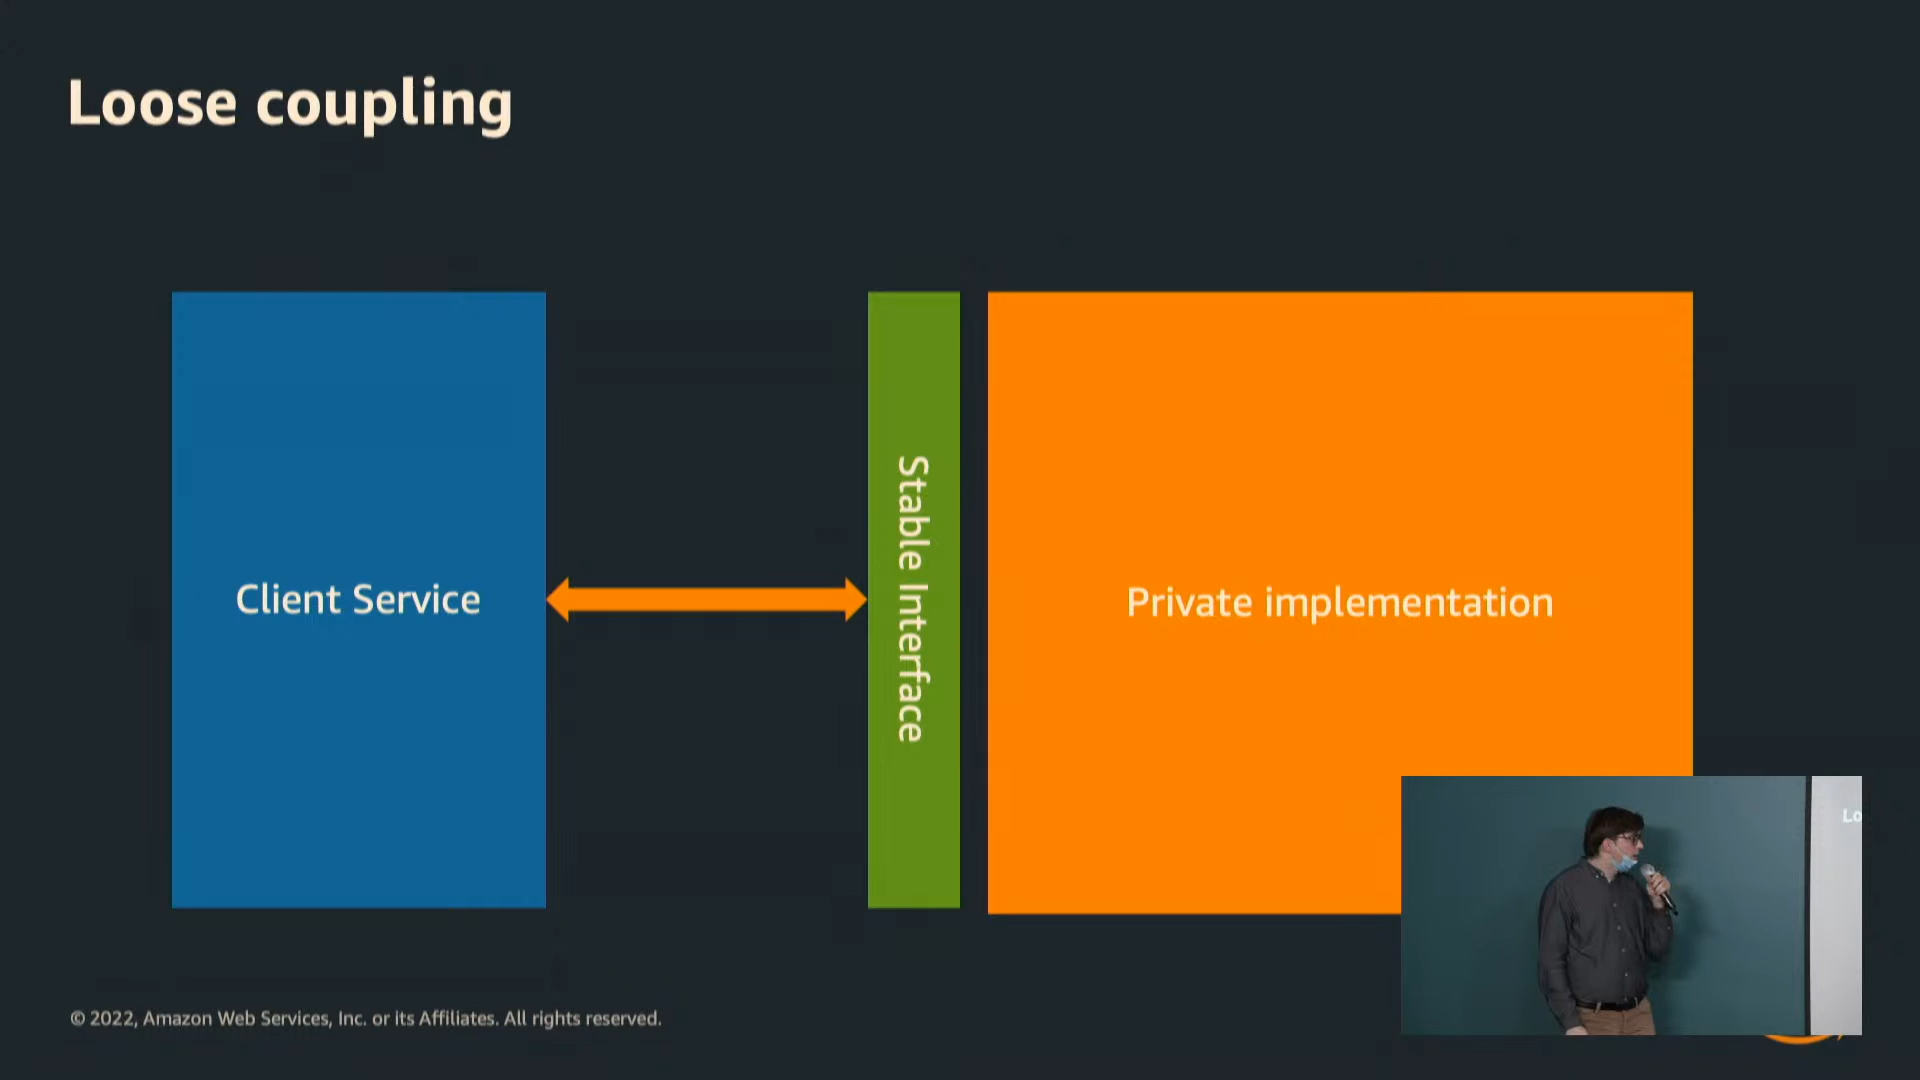 Loose coupling
Client Service
Stable Interface
Private implementation
Lo
© 2022, Amazon Web Services, Inc. or its Affiliates. All rights reserved.